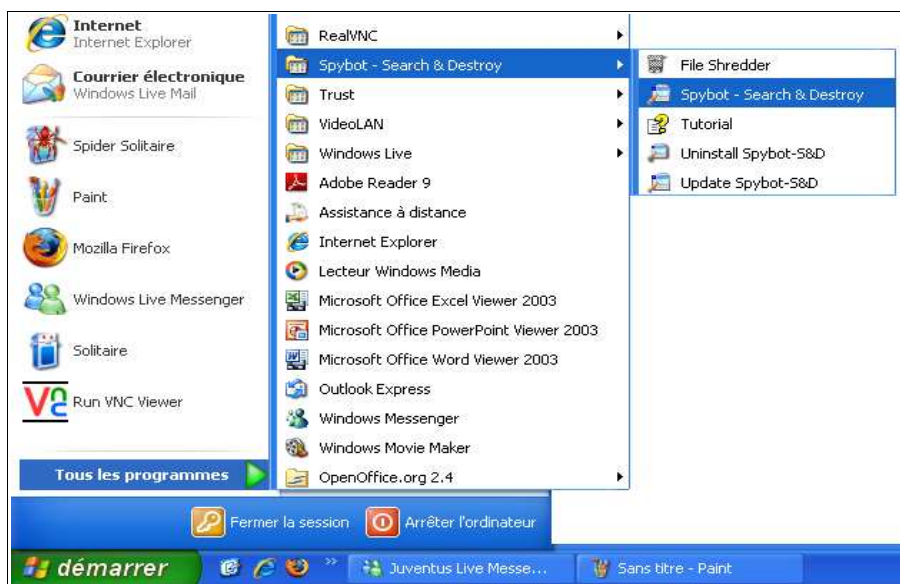 Internet
Internet Explorer
Courrier électronique
Windows Live Mail
Spider Solitaire
Paint
Mozilla Firefox
Windows Live Messenger
Solitaire
Run VNC Viewer
Tous les programmes
RealVNC
Spybot - Search & Destroy
Trust
VideoLAN
Windows Live
Adobe Reader 9
Assistance à distance
Internet Explorer
Lecteur Windows Media
Microsoft Office Excel Viewer 2003
Microsoft Office PowerPoint Viewer 2003
Microsoft Office Word Viewer 2003
Outlook Express
Windows Messenger
Windows Movie Maker
OpenOffice.org 2.4
File Shredder
Spybot - Search & Destroy
Tutorial
Uninstall Spybot-S&D
Update Spybot-S&D
Fermer la session
Arrêter l'ordinateur
démarrer
Juventus Live Messe...
Sans titre - Paint